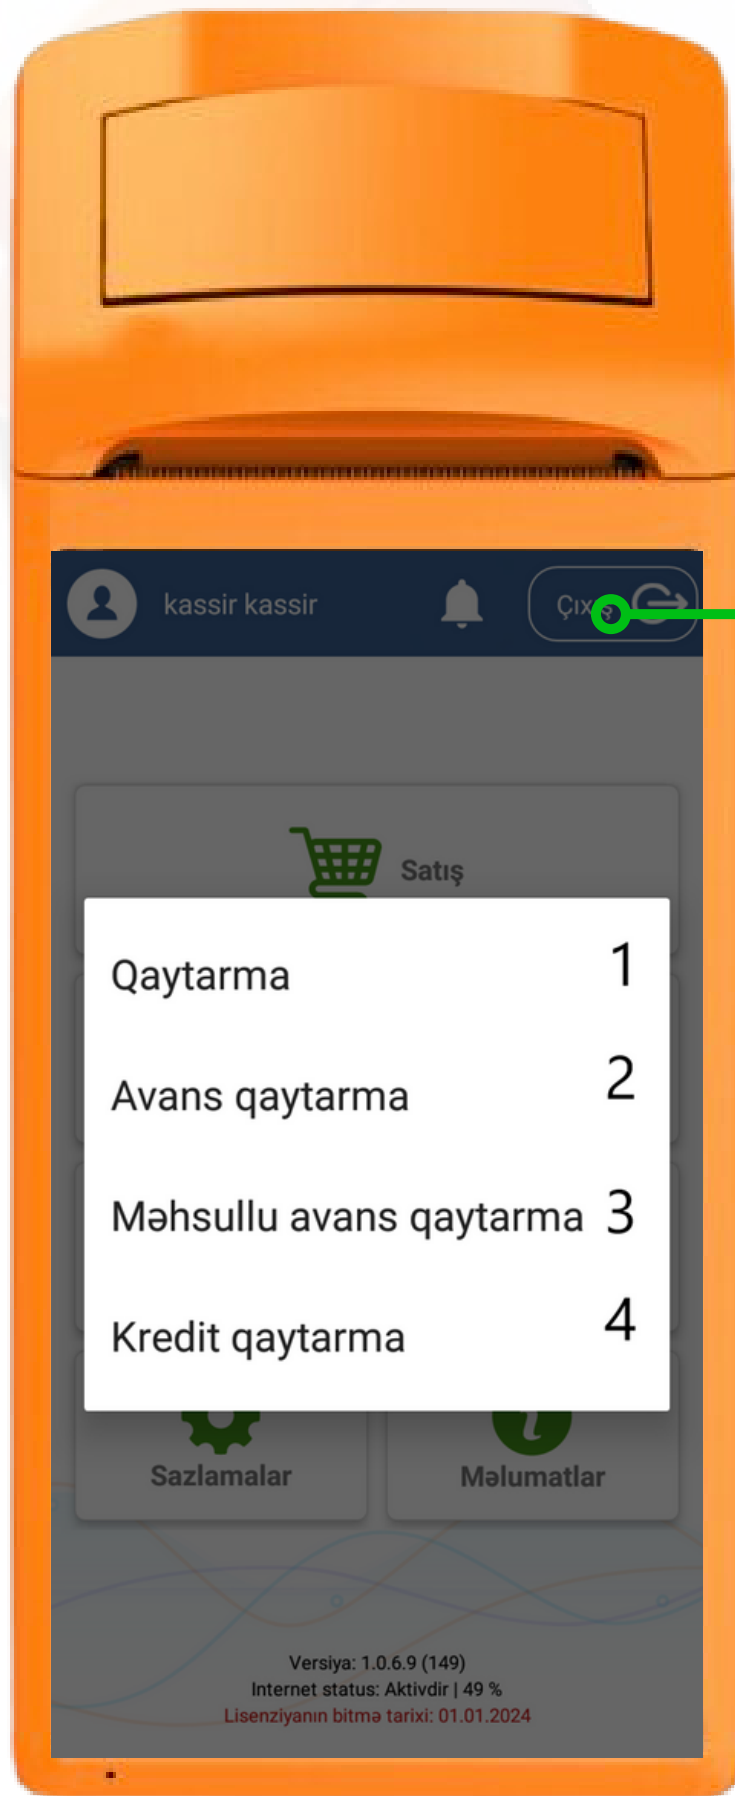 kassir kassir
Çıxış
Satış
Qaytarma 1
Avans qaytarma 2
Məhsullu avans qaytarma 3
Kredit qaytarma 4
Sazlamalar
Məlumatlar
Versiya: 1.0.6.9 (149)
Internet status: Aktivdir | 49 %
Lisenziyanın bitmə tarixi: 01.01.2024